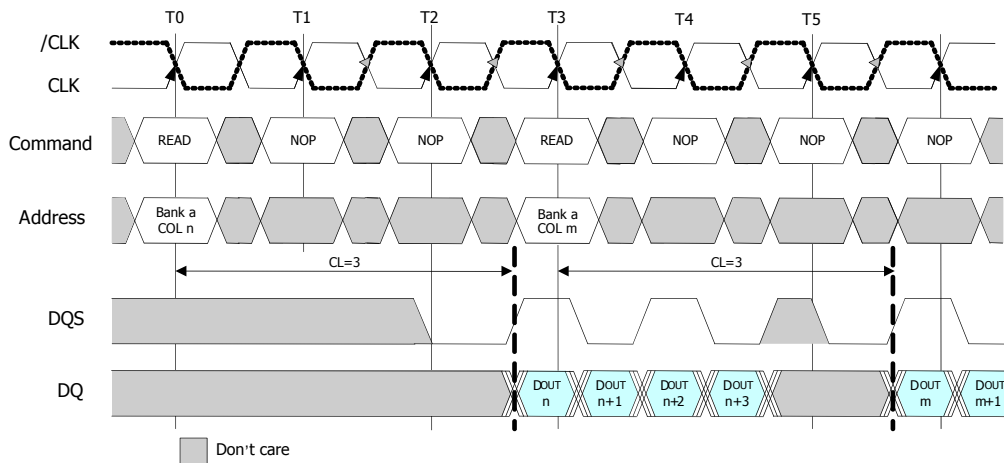 T0 T1 T2 T3 T4 T5
/CLK
CLK
Command READ NOP NOP READ NOP NOP NOP
Address Bank a COL n Bank a COL m
CL=3 CL=3
DQS
DQ DOUT n DOUT n+1 DOUT n+2 DOUT n+3 DOUT m DOUT m+1
Don't care